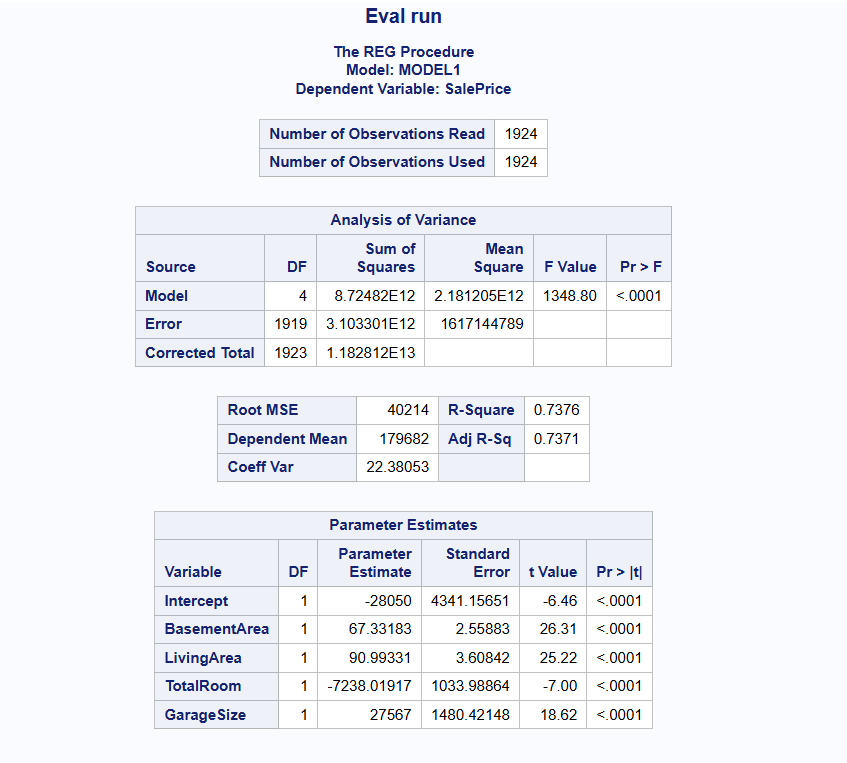 Eval run
The REG Procedure
Model: MODEL1
Dependent Variable: SalePrice
Number of Observations Read 1924
Number of Observations Used 1924
Analysis of Variance
Source DF Sum of Squares Mean Square F Value Pr > F
Model 4 8.72482E12 2.181205E12 1348.80 <.0001
Error 1919 3.103301E12 1617144789
Corrected Total 1923 1.182812E13
Root MSE 40214 R-Square 0.7376
Dependent Mean 179682 Adj R-Sq 0.7371
Coeff Var 22.38053
Parameter Estimates
Variable DF Parameter Estimate Standard Error t Value Pr > |t|
Intercept 1 -28050 4341.15651 -6.46 <.0001
BasementArea 1 67.33183 2.55883 26.31 <.0001
LivingArea 1 90.99331 3.60842 25.22 <.0001
TotalRoom 1 -7238.01917 1033.98864 -7.00 <.0001
GarageSize 1 27567 1480.42148 18.62 <.0001